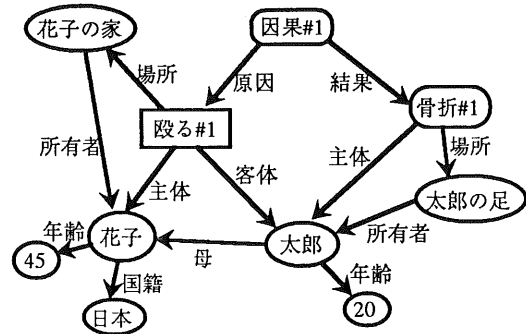 花子の家
因果#1
場所
原因
結果
殴る#1
骨折#1
所有者
主体
客体
主体
場所
太郎の足
年齢
花子
母
太郎
所有者
45
国籍
年齢
日本
20